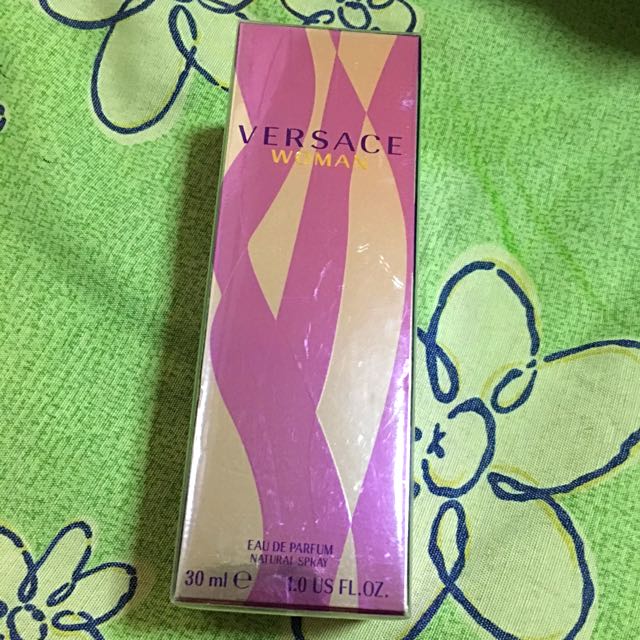 VERSACE
WOMAN
EAU DE PARFUM
NATURAL SPRAY
30 ml ℮ 1.0 US FL.OZ.